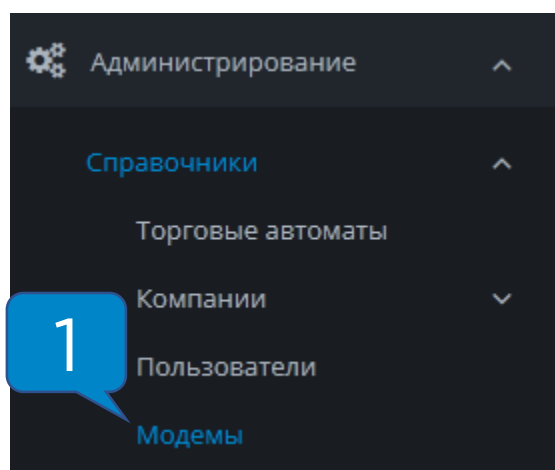 Администрирование
Справочники
Торговые автоматы
Компании
1
Пользователи
Модемы